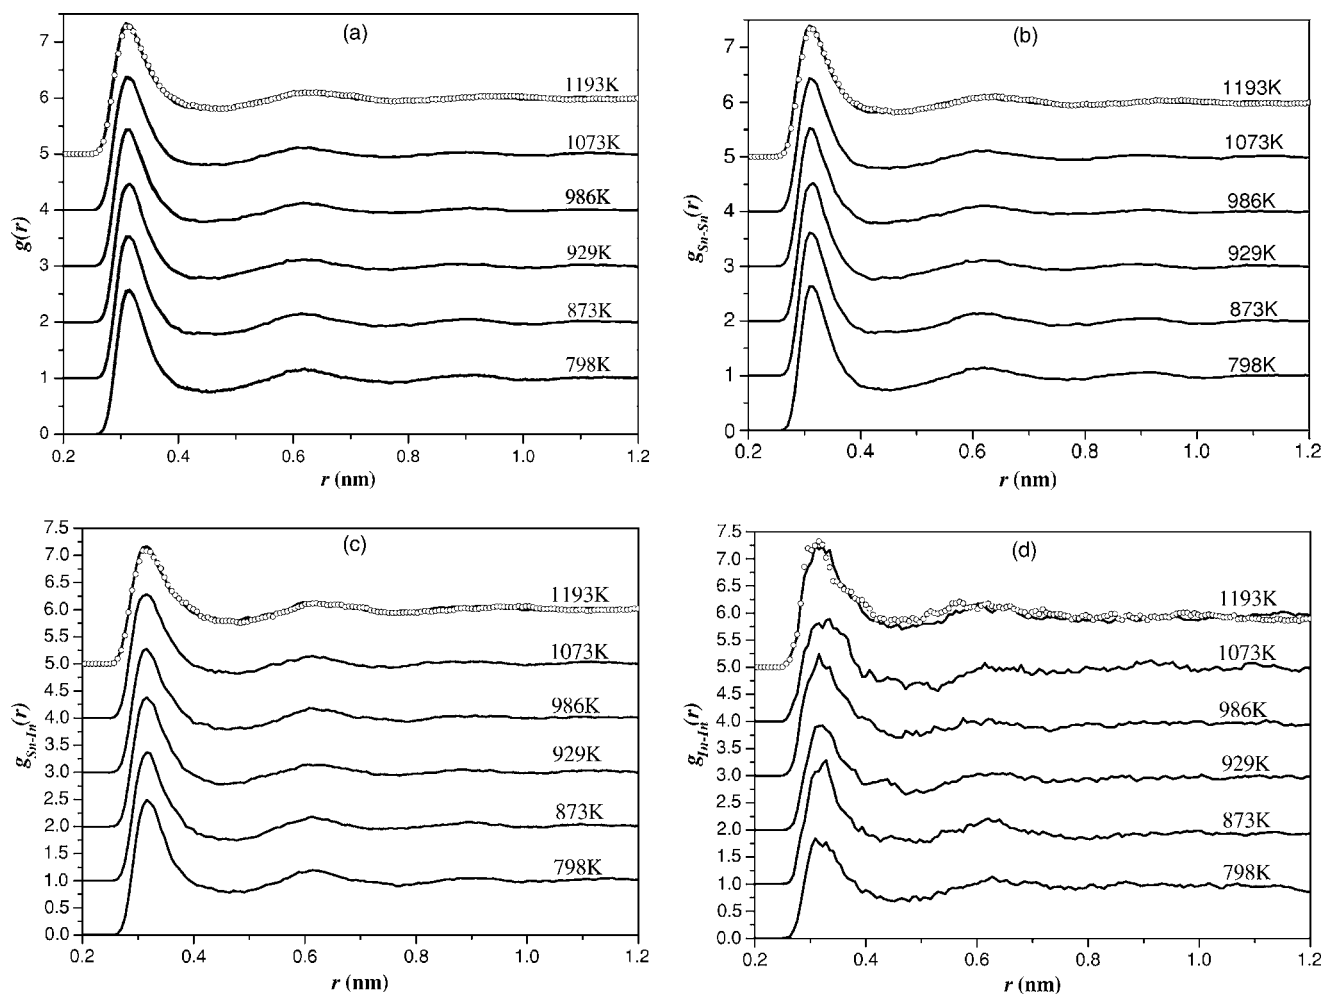 (a)
7
6
5
4
3
2
1
0
g(r)
1193K
1073K
986K
929K
873K
798K
0.2
0.4
0.6
0.8
1.0
1.2
r (nm)
(b)
7
6
5
4
3
2
1
0
g_{Sn-Sn}(r)
1193K
1073K
986K
929K
873K
798K
0.2
0.4
0.6
0.8
1.0
1.2
r (nm)
(c)
7.5
7.0
6.5
6.0
5.5
5.0
4.5
4.0
3.5
3.0
2.5
2.0
1.5
1.0
0.5
0.0
g_{Sn-In}(r)
1193K
1073K
986K
929K
873K
798K
0.2
0.4
0.6
0.8
1.0
1.2
r (nm)
(d)
7.5
7.0
6.5
6.0
5.5
5.0
4.5
4.0
3.5
3.0
2.5
2.0
1.5
1.0
0.5
0.0
g_{In-In}(r)
1193K
1073K
986K
929K
873K
798K
0.2
0.4
0.6
0.8
1.0
1.2
r (nm)